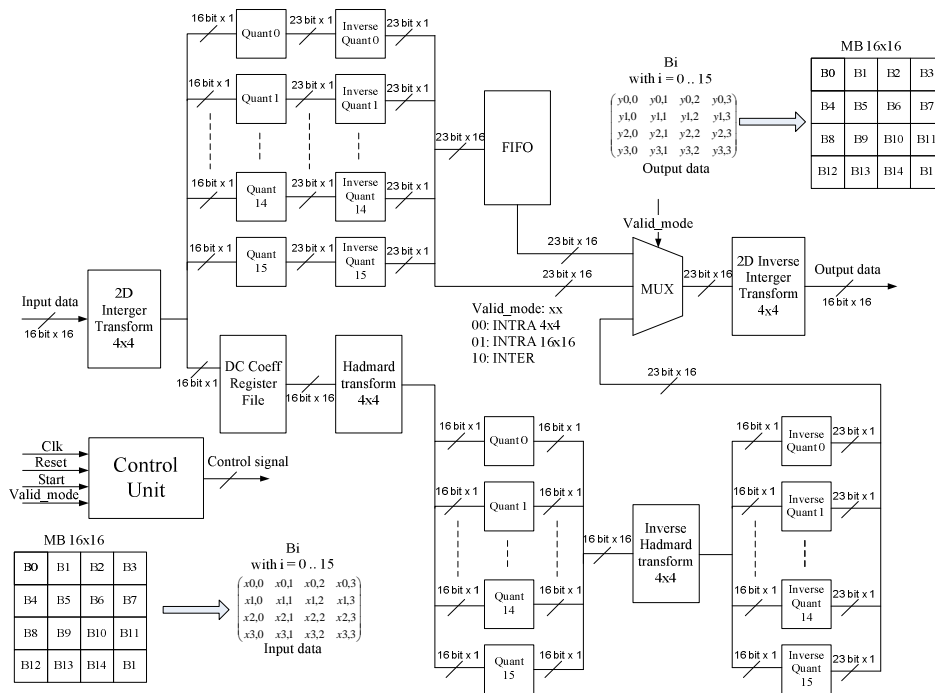 16 bit x 1
Quant 0
23 bit x 1
Inverse
Quant 0
23 bit x 1
16 bit x 1
Quant 1
23 bit x 1
Inverse
Quant 1
23 bit x 1
16 bit x 1
Quant
14
23 bit x 1
Inverse
Quant
14
23 bit x 1
16 bit x 1
Quant
15
23 bit x 1
Inverse
Quant
15
23 bit x 1
23 bit x 16
FIFO
Bi
with i = 0 .. 15
y0,0 y0,1 y0,2 y0,3
y1,0 y1,1 y1,2 y1,3
y2,0 y2,1 y2,2 y2,3
y3,0 y3,1 y3,2 y3,3
Output data
MB 16x16
B0 B1 B2 B3
B4 B5 B6 B7
B8 B9 B10 B11
B12 B13 B14 B1
Input data
16 bit x 16
2D
Interger
Transform
4x4
23 bit x 16
23 bit x 16
Valid_mode
MUX
23 bit x 16
2D Inverse
Interger
Transform
4x4
Output data
16 bit x 16
Valid_mode: xx
00: INTRA 4x4
01: INTRA 16x16
10: INTER
16 bit x 1
DC Coeff
Register
File
16 bit x 16
Hadmard
transform
4x4
23 bit x 16
Clk
Reset
Start
Valid_mode
Control
Unit
Control signal
16 bit x 1
Quant 0
16 bit x 1
16 bit x 1
Quant 1
16 bit x 1
16 bit x 1
Quant
14
16 bit x 1
16 bit x 1
Quant
15
16 bit x 1
16 bit x 16
Inverse
Hadmard
transform
4x4
16 bit x 1
Inverse
Quant 0
23 bit x 1
16 bit x 1
Inverse
Quant 1
23 bit x 1
16 bit x 1
Inverse
Quant
14
23 bit x 1
16 bit x 1
Inverse
Quant
15
23 bit x 1
MB 16x16
B0 B1 B2 B3
B4 B5 B6 B7
B8 B9 B10 B11
B12 B13 B14 B1
Bi
with i = 0 .. 15
x0,0 x0,1 x0,2 x0,3
x1,0 x1,1 x1,2 x1,3
x2,0 x2,1 x2,2 x2,3
x3,0 x3,1 x3,2 x3,3
Input data